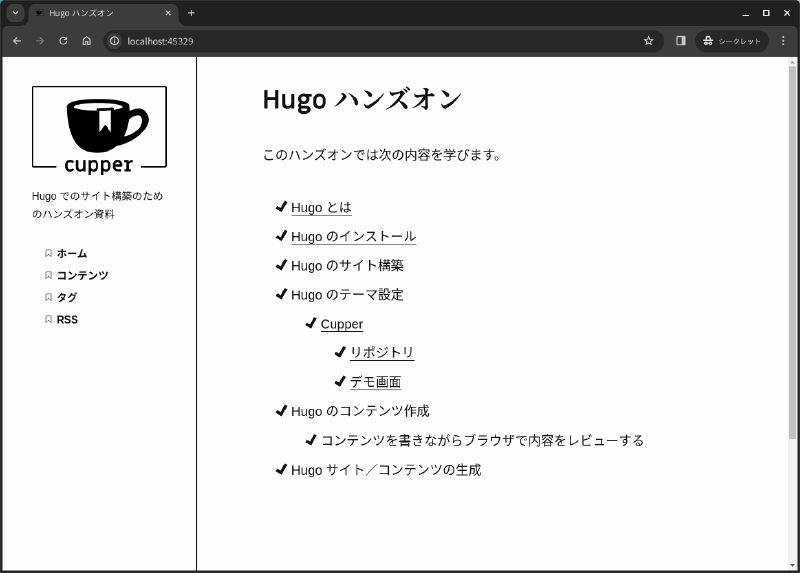 Hugo ハンズオン
localhost:45329
シークレット
cupper
Hugo でのサイト構築のため
のハンズオン資料
ホーム
コンテンツ
タグ
RSS
Hugo ハンズオン
このハンズオンでは次の内容を学びます。
Hugo とは
Hugo のインストール
Hugo のサイト構築
Hugo のテーマ設定
Cupper
リポジトリ
デモ画面
Hugo のコンテンツ作成
コンテンツを書きながらブラウザで内容をレビューする
Hugo サイト／コンテンツの生成